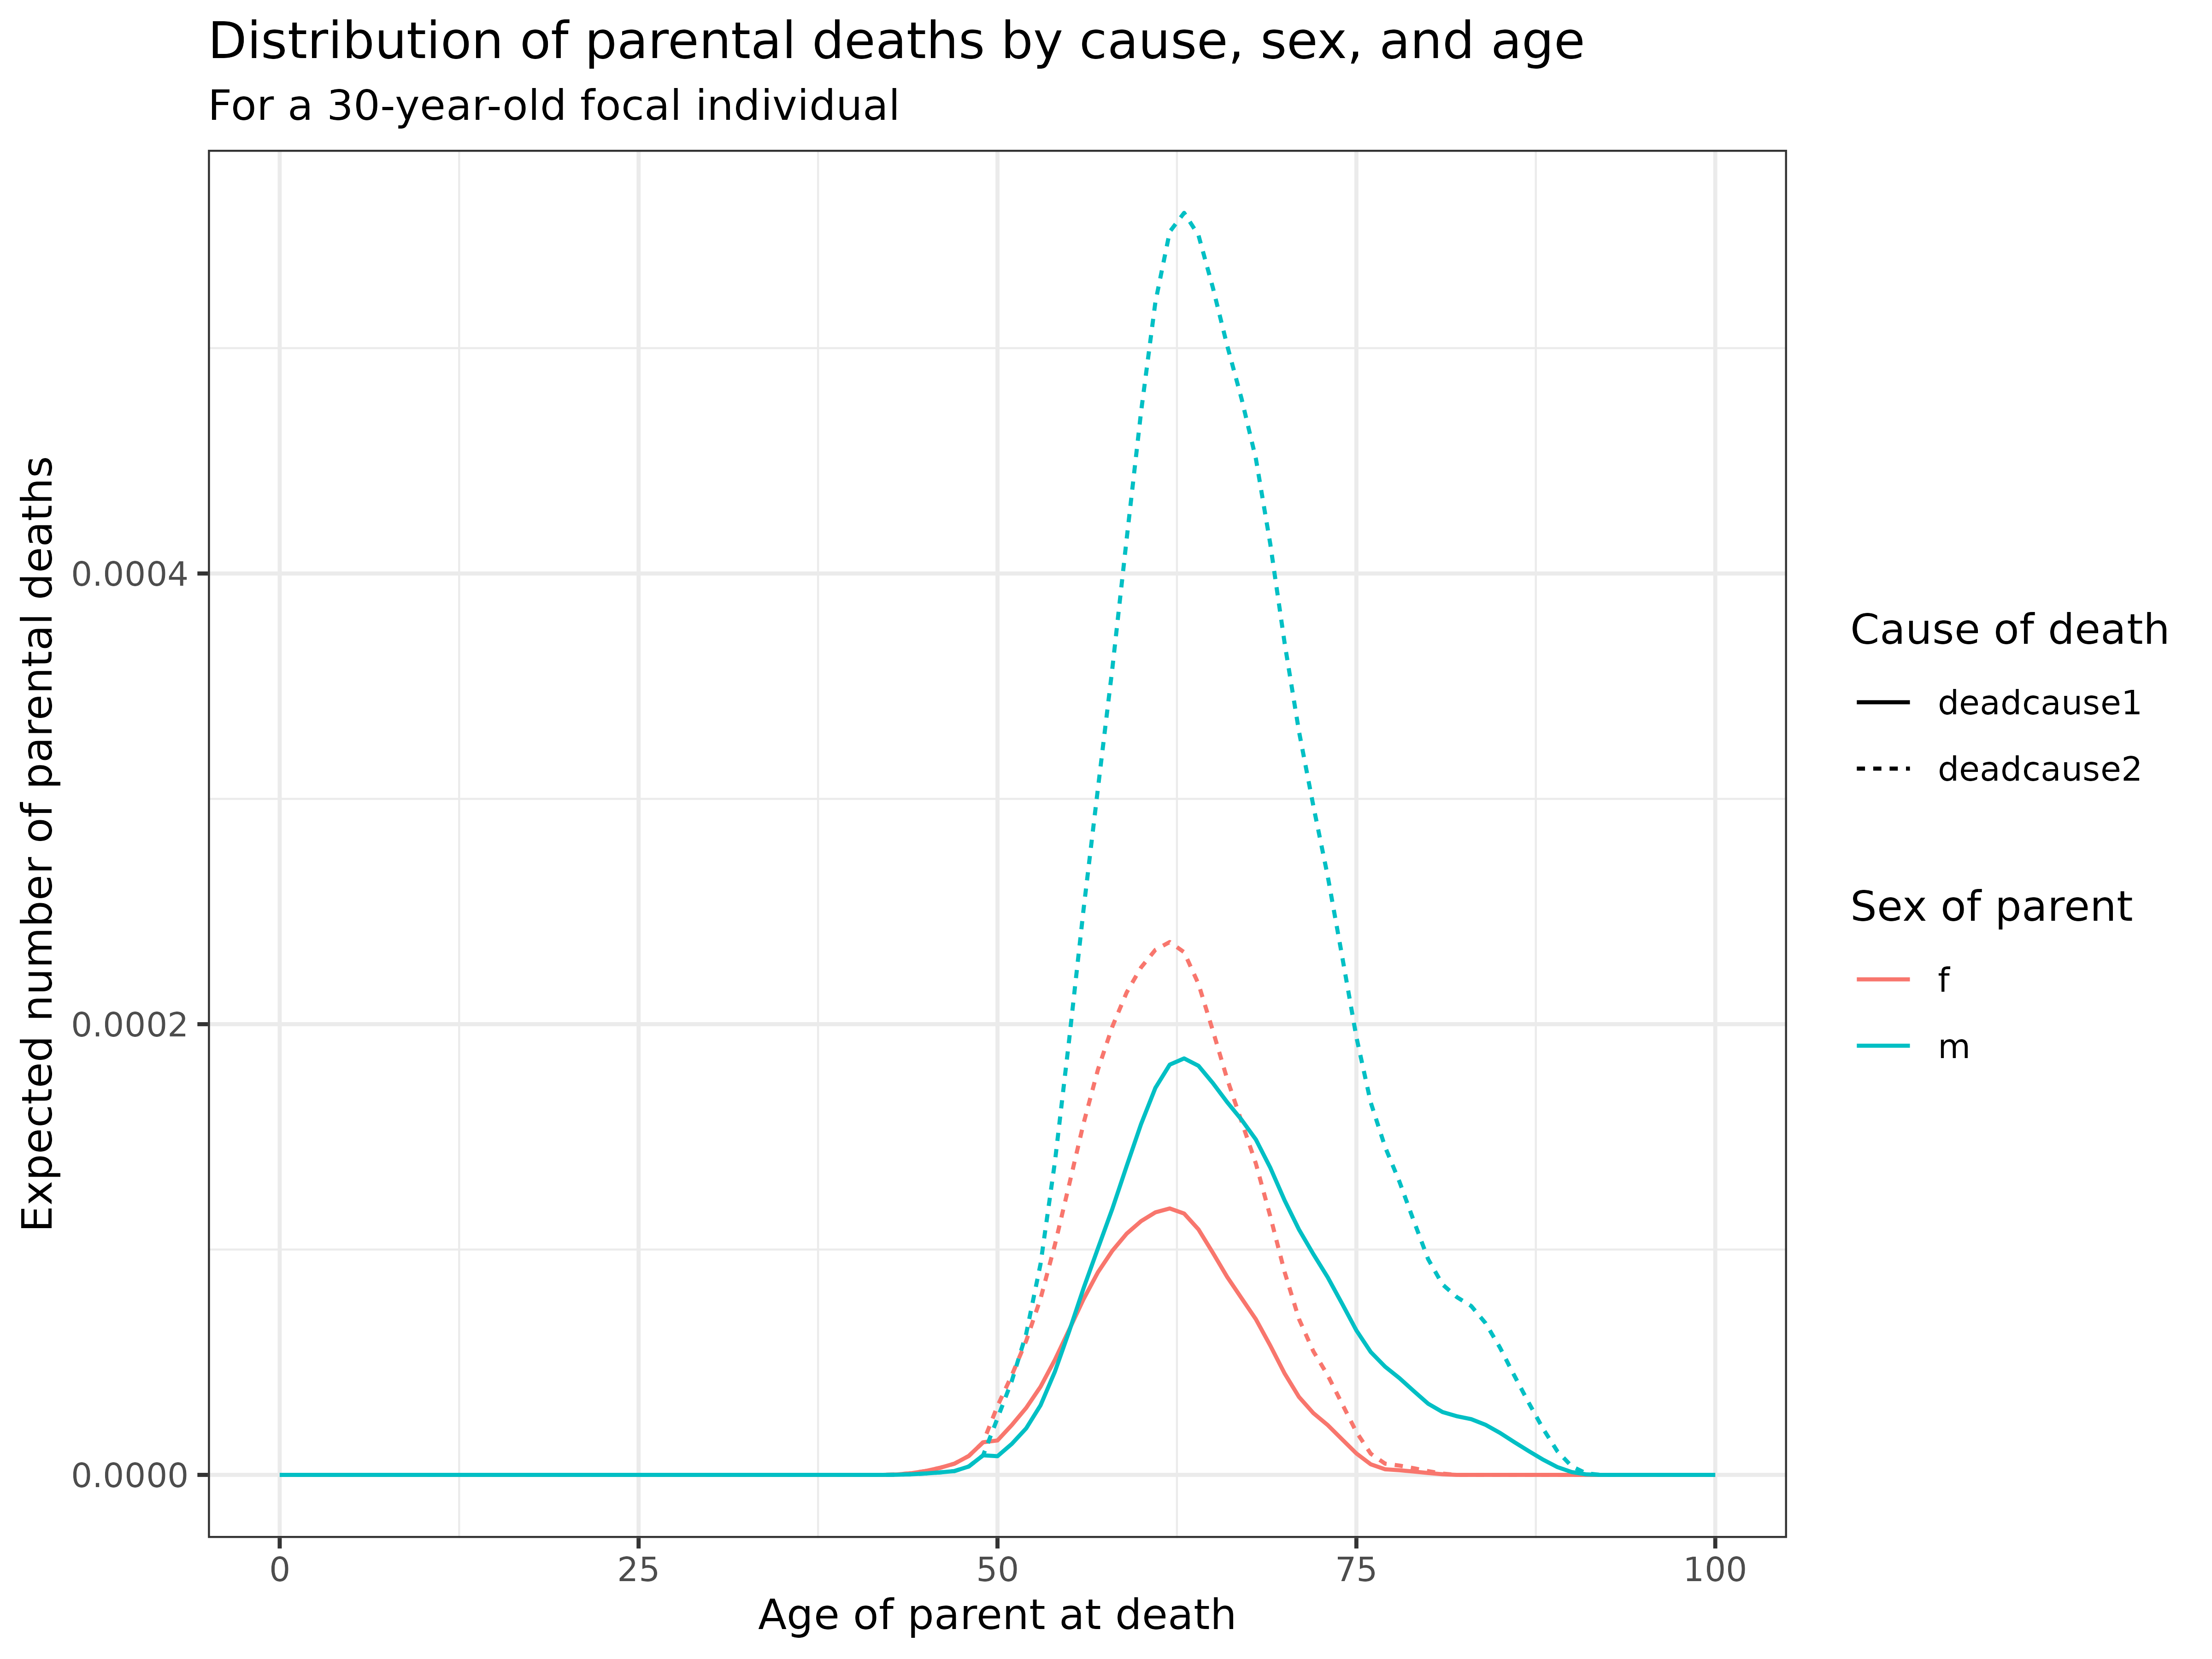 Distribution of parental deaths by cause, sex, and age
For a 30-year-old focal individual
Expected number of parental deaths
0.0004
0.0002
0.0000
0
25
50
75
100
Age of parent at death
Cause of death
deadcause1
deadcause2
Sex of parent
f
m